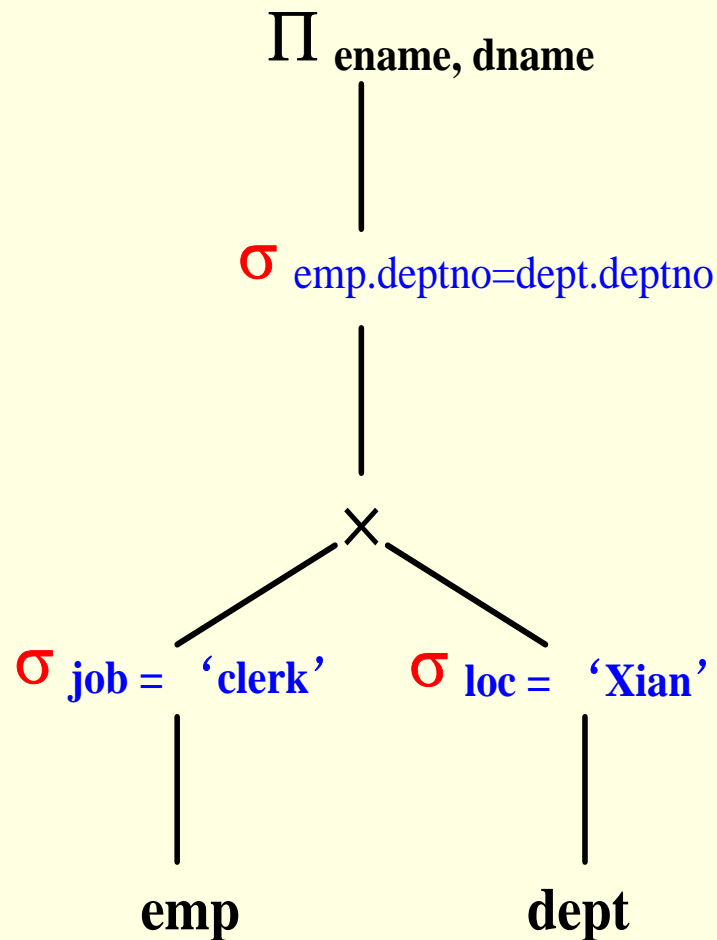 Π ename, dname
σ emp.deptno=dept.deptno
×
σ job = ‘clerk’ σ loc = ‘Xian’
emp dept